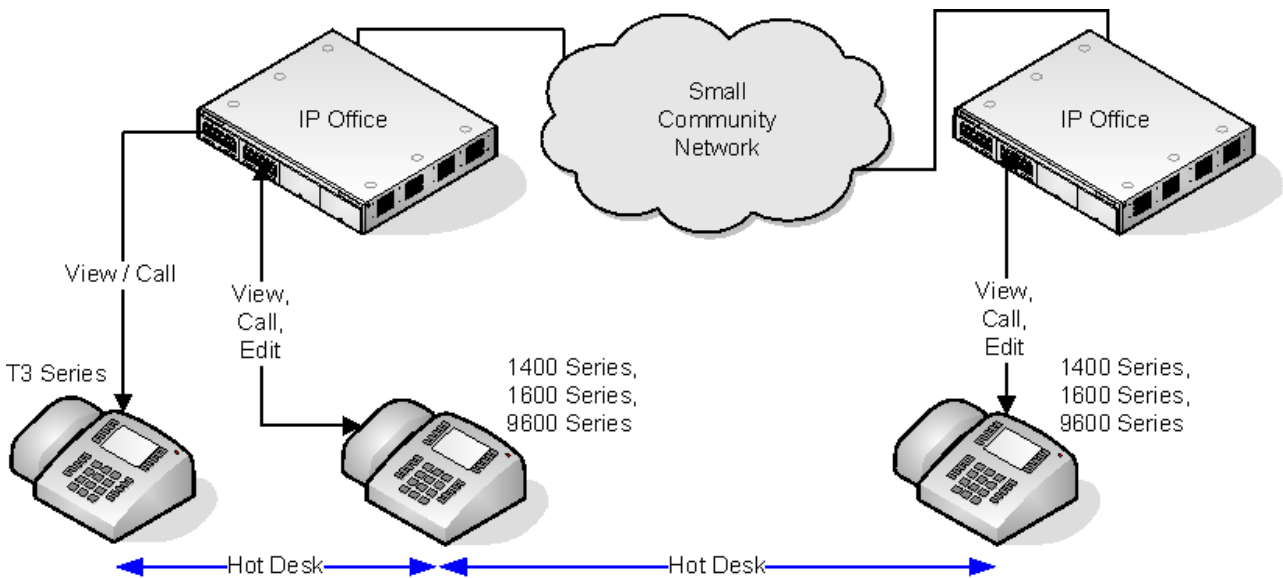 IP Office
Small
Community
Network
IP Office
View / Call
View,
Call,
Edit
View,
Call,
Edit
T3 Series
1400 Series,
1600 Series,
9600 Series
1400 Series,
1600 Series,
9600 Series
Hot Desk
Hot Desk